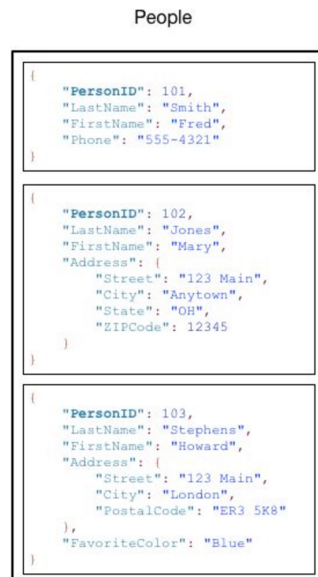 People
{
"PersonID": 101,
"LastName": "Smith",
"FirstName": "Fred",
"Phone": "555-4321"
}
{
"PersonID": 102,
"LastName": "Jones",
"FirstName": "Mary",
"Address": {
"Street": "123 Main",
"City": "Anytown",
"State": "OH",
"ZIPCode": 12345
}
}
{
"PersonID": 103,
"LastName": "Stephens",
"FirstName": "Howard",
"Address": {
"Street": "123 Main",
"City": "London",
"PostalCode": "ER3 5K8"
},
"FavoriteColor": "Blue"
}